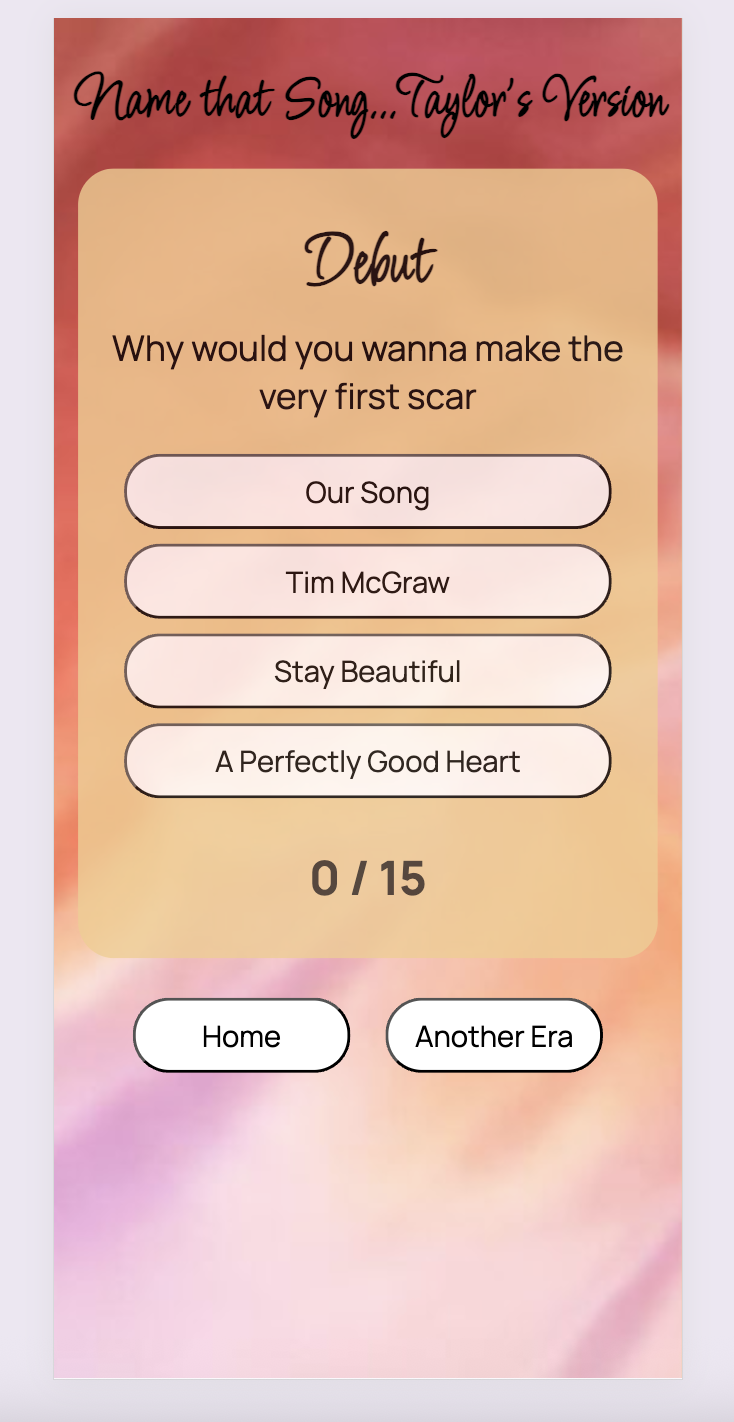 Name that Song...Taylor's Version
Debut
Why would you wanna make the
very first scar
Our Song
Tim McGraw
Stay Beautiful
A Perfectly Good Heart
0 / 15
Home
Another Era